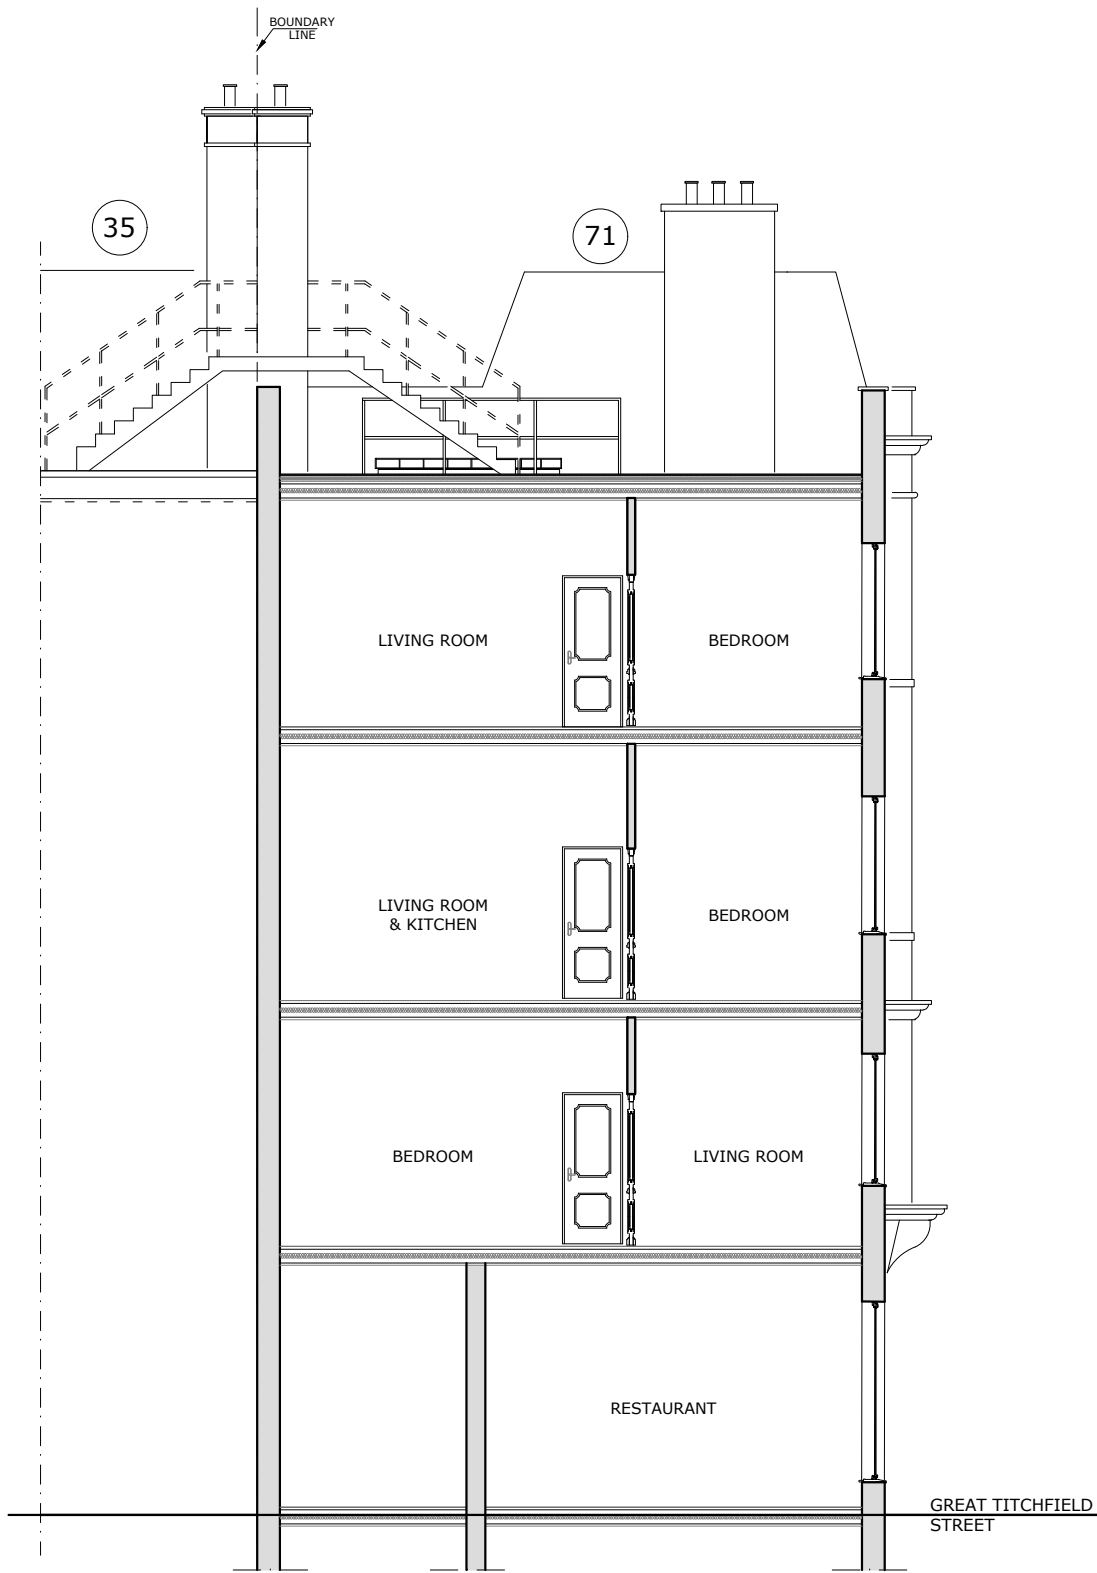 BOUNDARY
LINE
35
71
LIVING ROOM
BEDROOM
LIVING ROOM
& KITCHEN
BEDROOM
BEDROOM
LIVING ROOM
RESTAURANT
GREAT TITCHFIELD
STREET